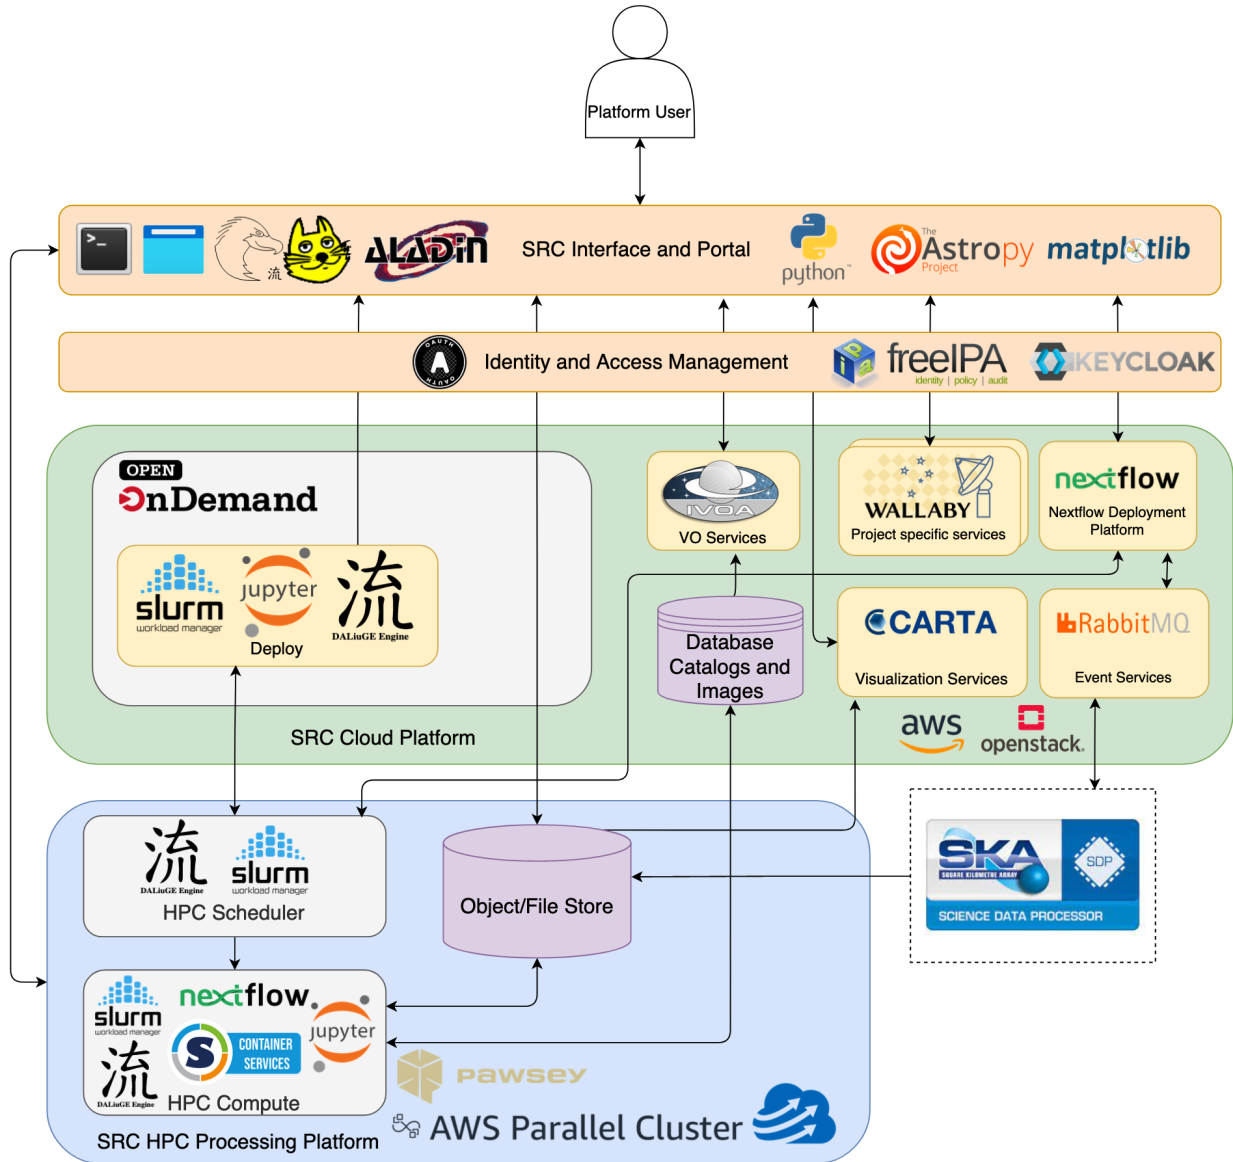 Platform User
>_
流
ALADiN
SRC Interface and Portal
python™
The
Astropy
Project
matplotlib
OAUTH
A
OAUTH
Identity and Access Management
freeIPA
identity | policy | audit
KEYCLOAK
OPEN
OnDemand
slurm
workload manager
jupyter
流
DALiuGE Engine
Deploy
IVOA
VO Services
WALLABY
Project specific services
nextflow
Nextflow Deployment
Platform
Database
Catalogs and
Images
CARTA
Visualization Services
RabbitMQ
Event Services
SRC Cloud Platform
aws
openstack.
流
DALiuGE Engine
slurm
workload manager
HPC Scheduler
Object/File Store
SKA
SQUARE KILOMETRE ARRAY
SDP
SCIENCE DATA PROCESSOR
slurm
workload manager
nextflow
jupyter
流
DALiuGE Engine
S
CONTAINER
SERVICES
HPC Compute
pawsey
AWS Parallel Cluster
SRC HPC Processing Platform